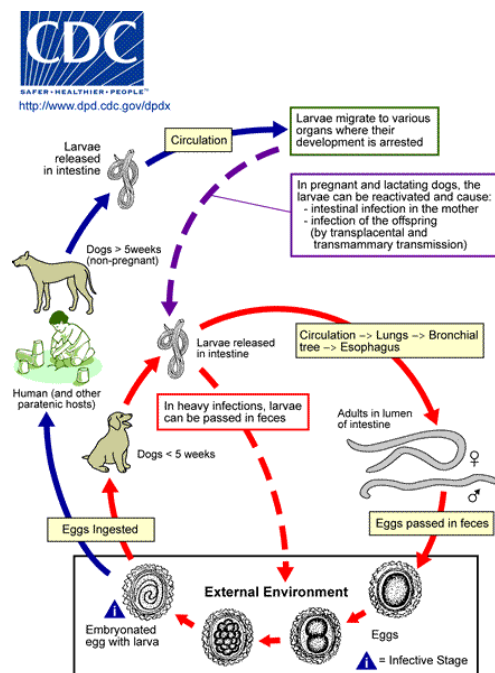 CDC
SAFER • HEALTHIER • PEOPLE™
http://www.dpd.cdc.gov/dpdx
Larvae
released
in intestine
Circulation
Larvae migrate to various
organs where their
development is arrested
In pregnant and lactating dogs, the
larvae can be reactivated and cause:
- intestinal infection in the mother
- infection of the offspring
(by transplacental and
transmammary transmission)
Dogs > 5weeks
(non-pregnant)
Larvae released
in intestine
Circulation –> Lungs –> Bronchial
tree –> Esophagus
Human (and other
paratenic hosts)
In heavy infections, larvae
can be passed in feces
Adults in lumen
of intestine
♀
♂
Dogs < 5 weeks
Eggs Ingested
Eggs passed in feces
External Environment
i
Embryonated
egg with larva
Eggs
i = Infective Stage